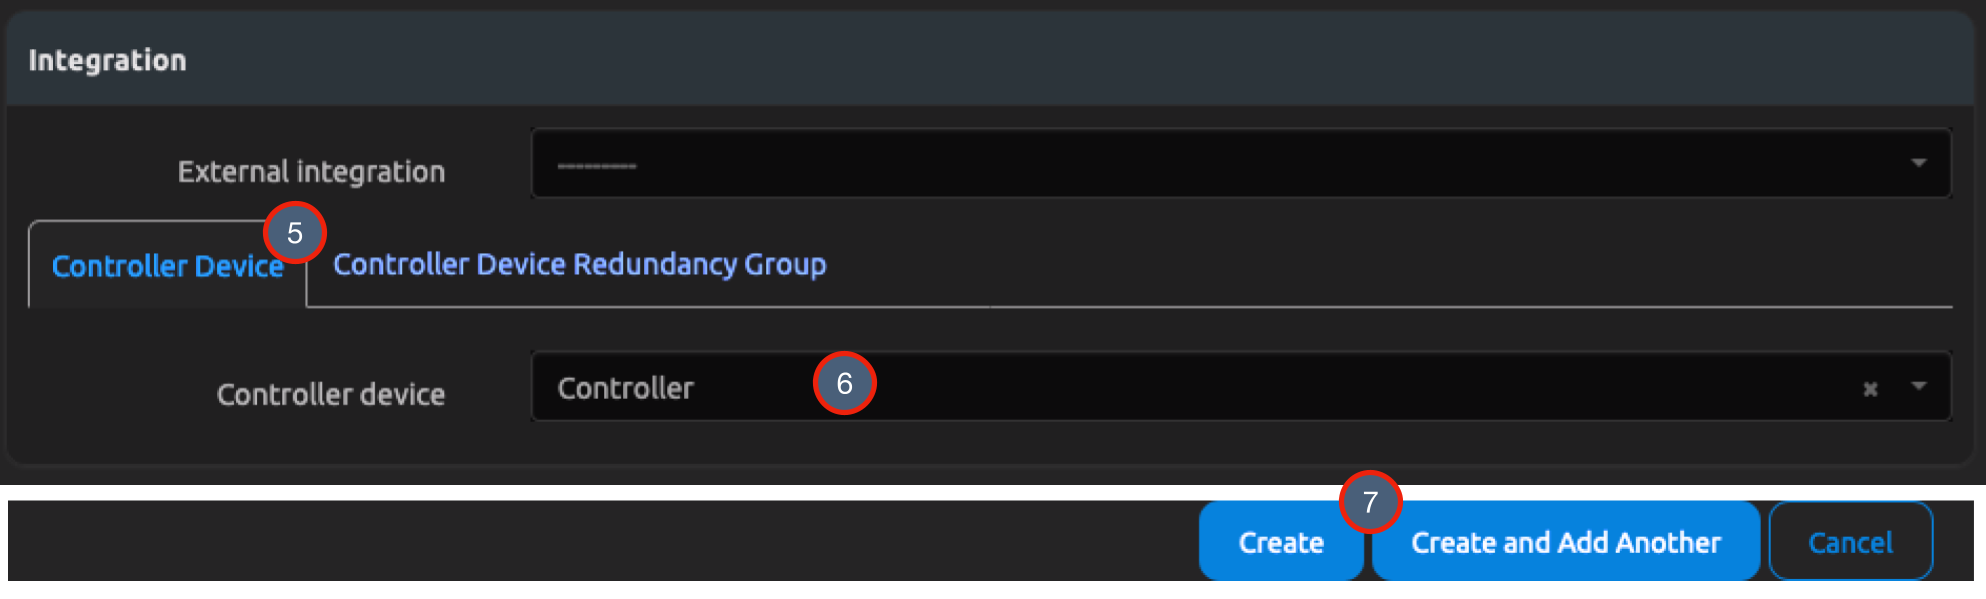 Integration
External integration
---------
5
Controller Device
Controller Device Redundancy Group
Controller device
Controller
6
×
7
Create
Create and Add Another
Cancel